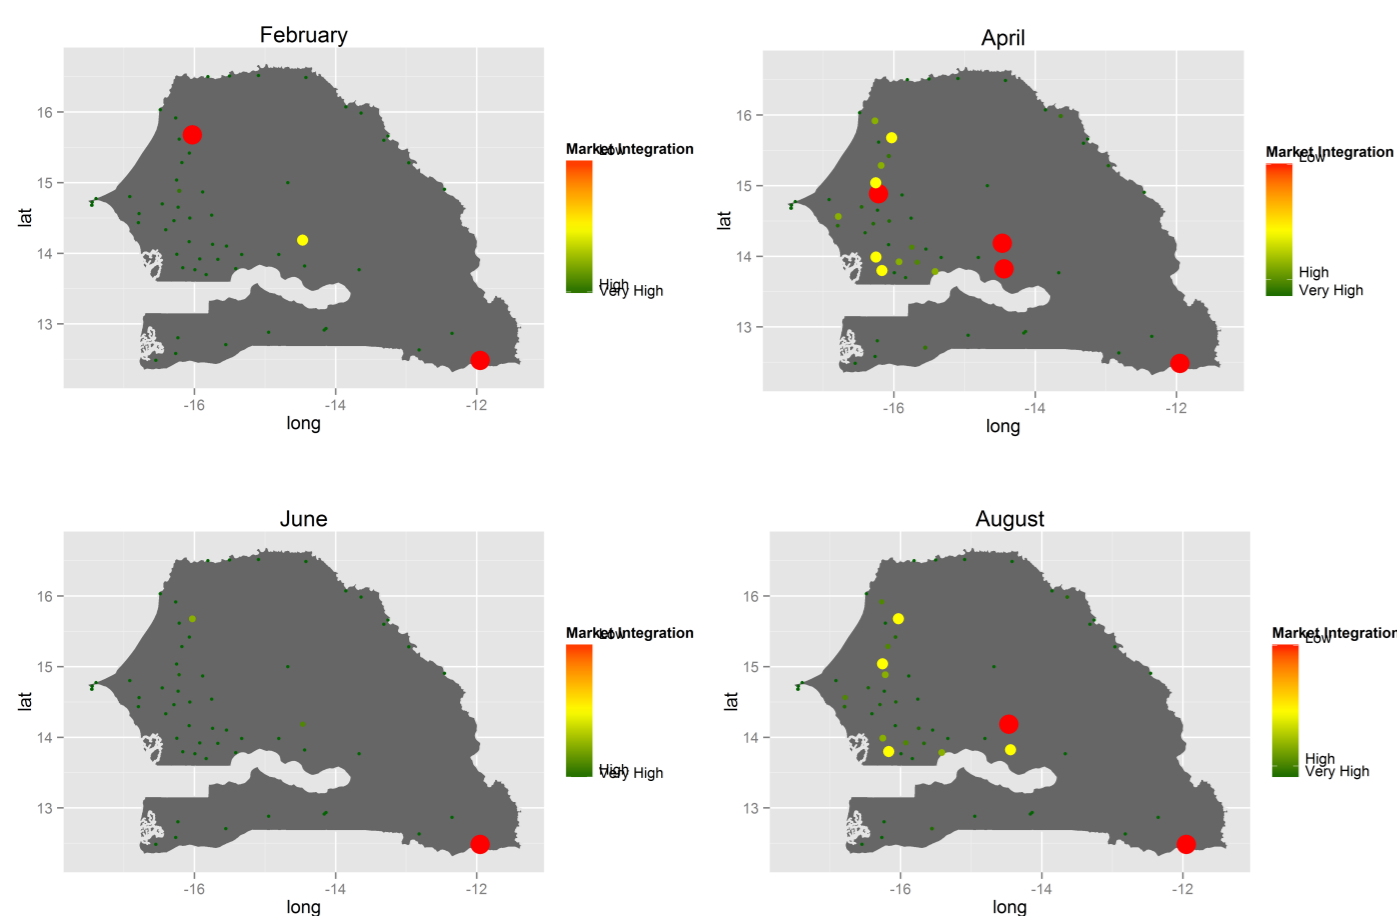 February
16
15
14
13
lat
-16
-14
-12
long
Market Integration
Low
High
Very High
April
16
15
14
13
lat
-16
-14
-12
long
Market Integration
Low
High
Very High
June
16
15
14
13
lat
-16
-14
-12
long
Market Integration
Low
High
Very High
August
16
15
14
13
lat
-16
-14
-12
long
Market Integration
Low
High
Very High